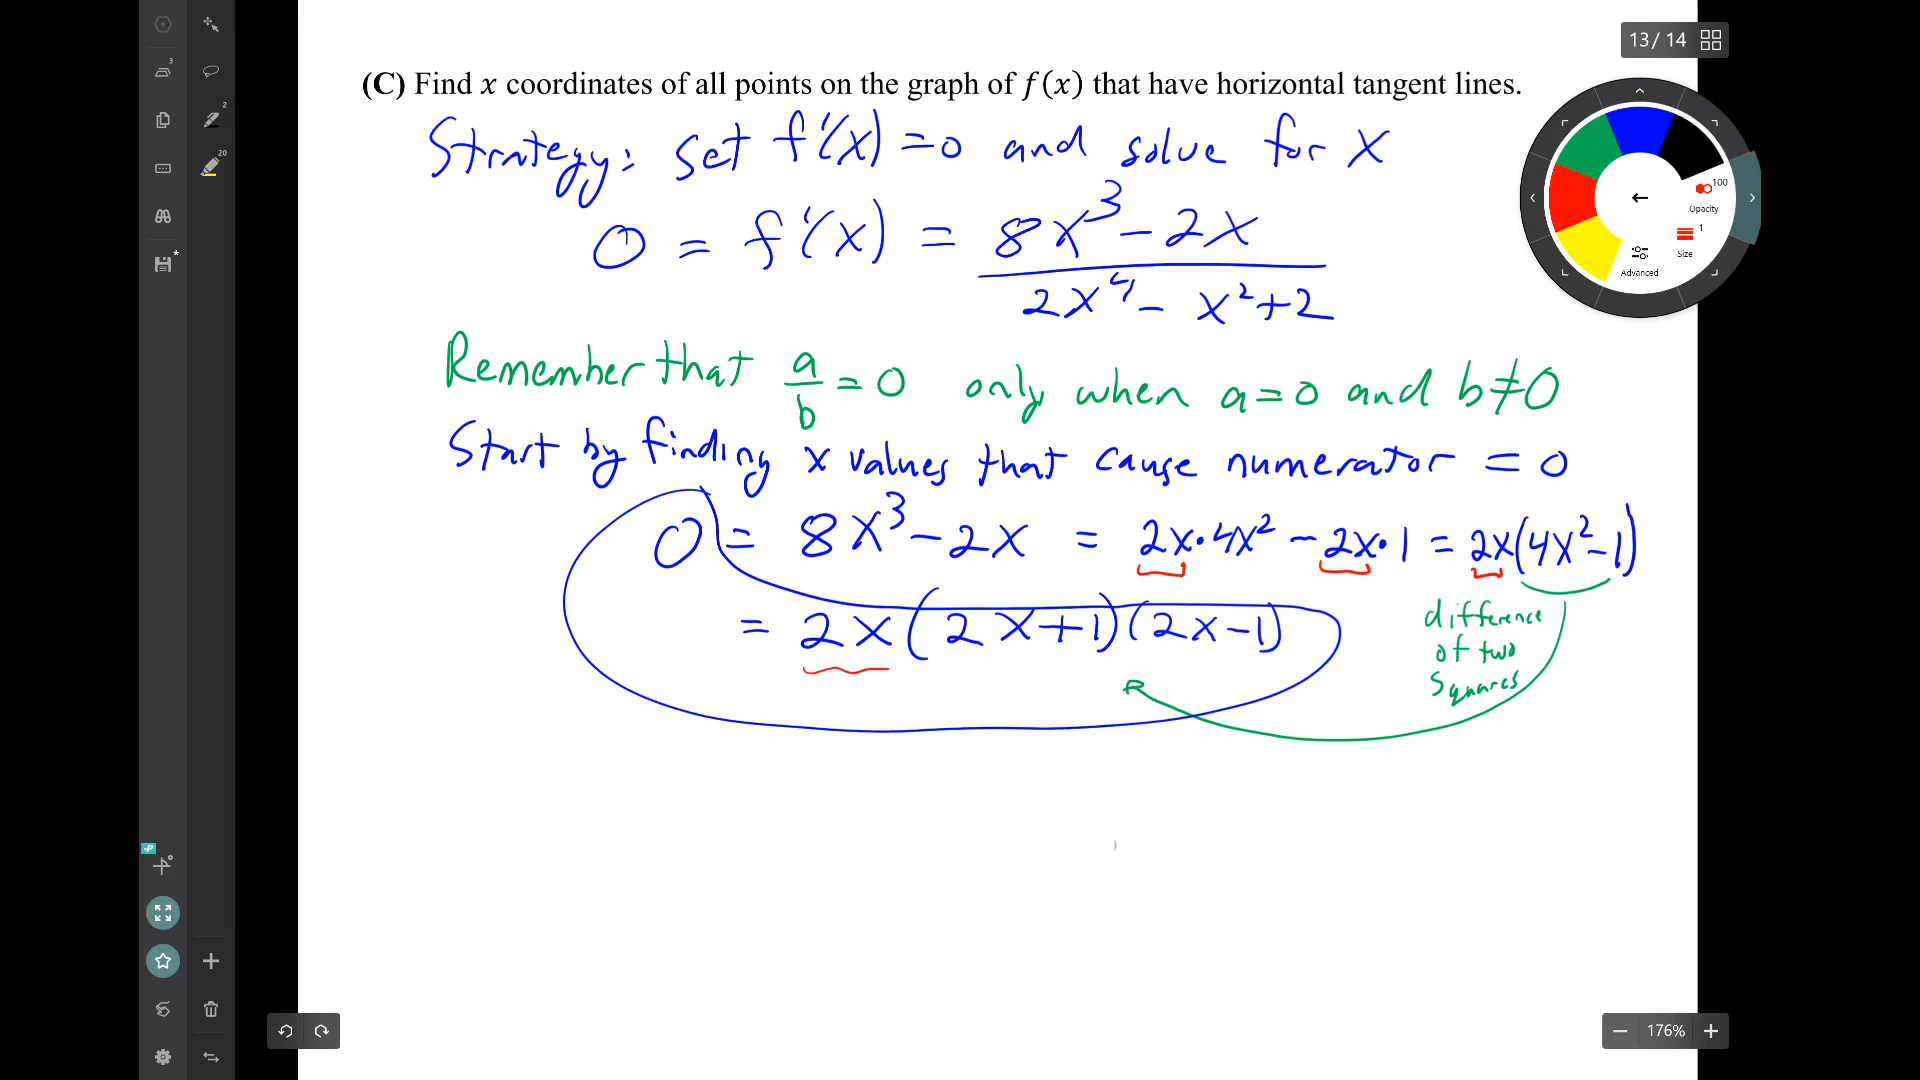 13/ 14
(C) Find x coordinates of all points on the graph of f(x) that have horizontal tangent lines.
Strategy: set f'(x) = 0 and solve for x
0 = f'(x) = (8x³ - 2x)/(2x⁴ - x² + 2)
Remember that a/b = 0 only when a = 0 and b ≠ 0
Start by finding x values that cause numerator = 0
0 = 8x³ - 2x = 2x·4x² - 2x·1 = 2x(4x² - 1)
= 2x(2x+1)(2x-1)
difference
of two
squares
100
Opacity
1
Size
Advanced
3
2
20
176%